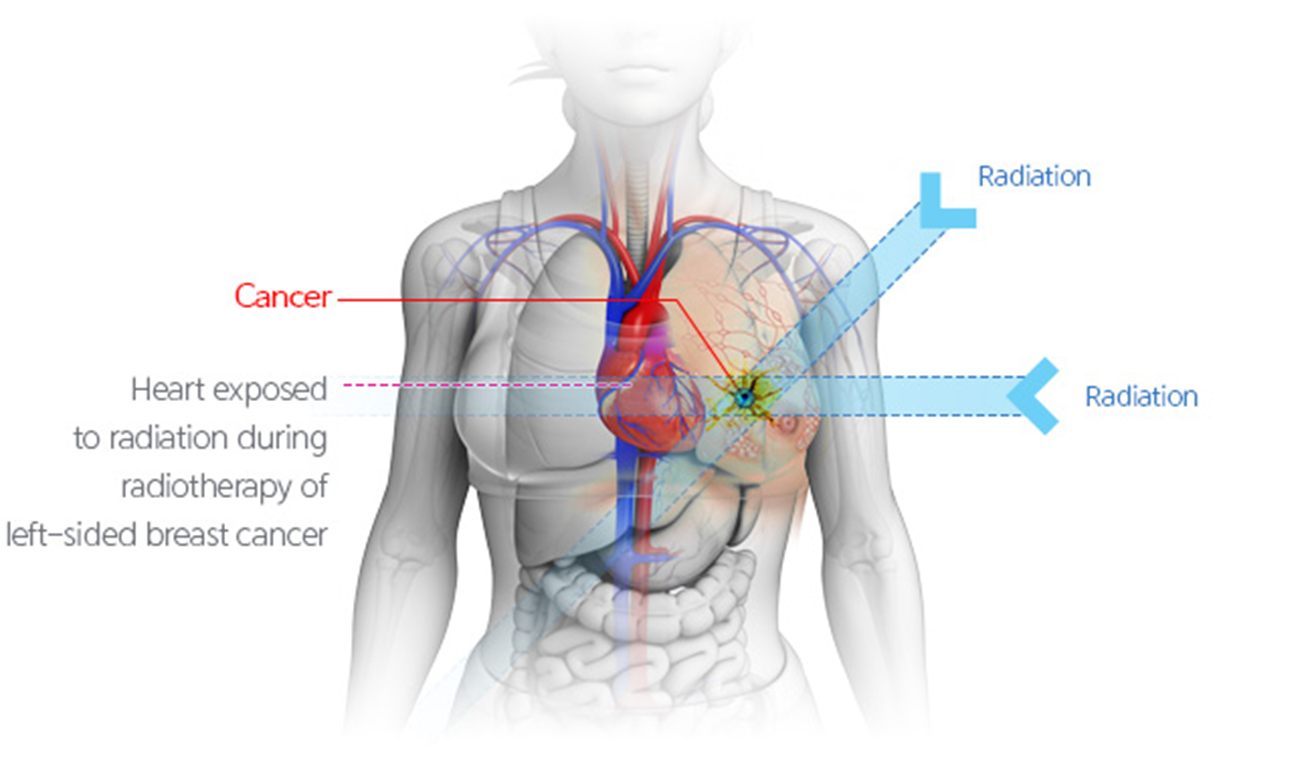 Radiation
Cancer
Heart exposed
to radiation during
radiotherapy of
left-sided breast cancer
Radiation